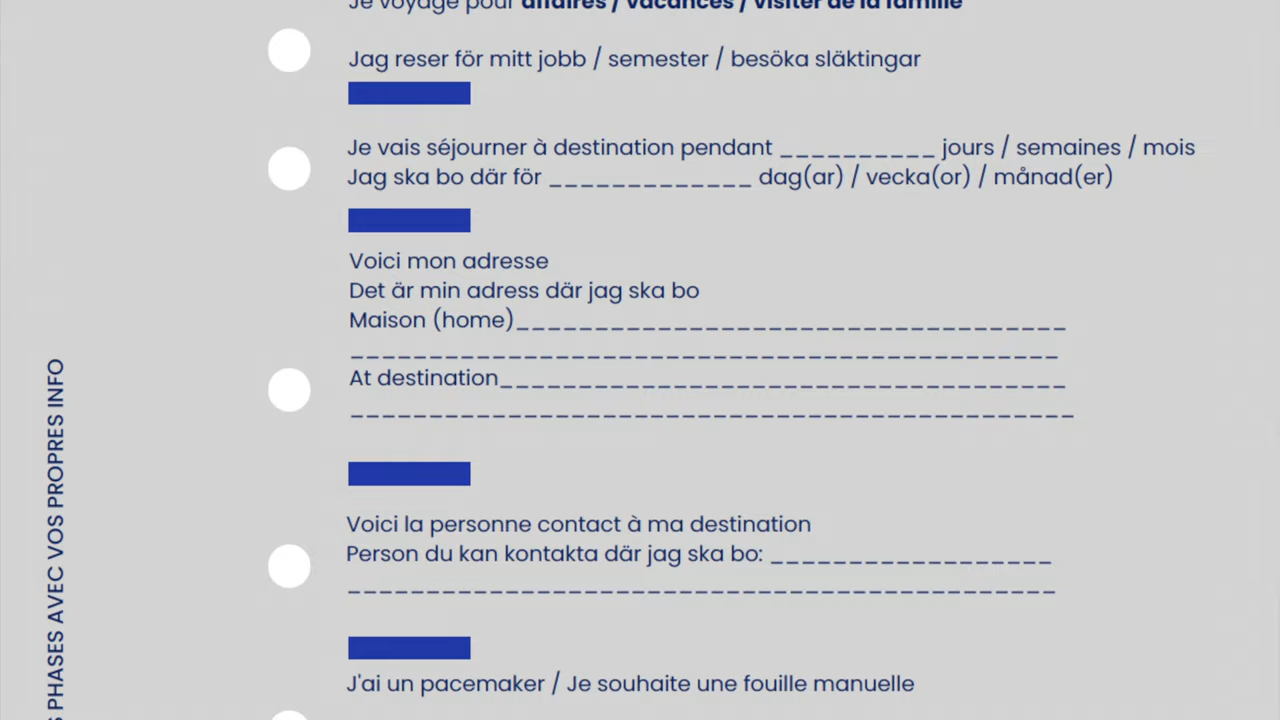 Je voyage pour affaires / vacances / visiter de la famille
Jag reser för mitt jobb / semester / besöka släktingar
Je vais séjourner à destination pendant __________ jours / semaines / mois
Jag ska bo där för _____________ dag(ar) / vecka(or) / månad(er)
Voici mon adresse
Det är min adress där jag ska bo
Maison (home)___________________________________
_____________________________________________
At destination____________________________________
______________________________________________
Voici la personne contact à ma destination
Person du kan kontakta där jag ska bo: __________________
_____________________________________________
J'ai un pacemaker / Je souhaite une fouille manuelle
PHASES AVEC VOS PROPRES INFO